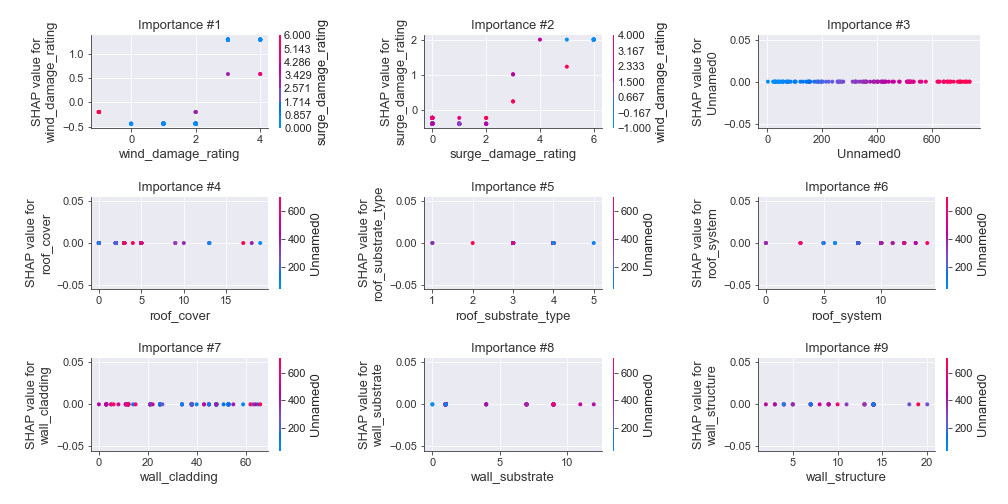 Importance #1
SHAP value for
wind_damage_rating
1.0
0.5
0.0
−0.5
0
2
4
wind_damage_rating
6.000
5.143
4.286
3.429
2.571
1.714
0.857
0.000
surge_damage_rating
Importance #2
SHAP value for
surge_damage_rating
2
1
0
0
2
4
6
surge_damage_rating
4.000
3.167
2.333
1.500
0.667
−0.167
−1.000
wind_damage_rating
Importance #3
SHAP value for
Unnamed0
0.05
0.00
−0.05
0
200
400
600
Unnamed0
Importance #4
SHAP value for
roof_cover
0.05
0.00
−0.05
0
5
10
15
roof_cover
600
400
200
Unnamed0
Importance #5
SHAP value for
roof_substrate_type
0.05
0.00
−0.05
1
2
3
4
5
roof_substrate_type
600
400
200
Unnamed0
Importance #6
SHAP value for
roof_system
0.05
0.00
−0.05
0
5
10
roof_system
600
400
200
Unnamed0
Importance #7
SHAP value for
wall_cladding
0.05
0.00
−0.05
0
20
40
60
wall_cladding
600
400
200
Unnamed0
Importance #8
SHAP value for
wall_substrate
0.05
0.00
−0.05
0
5
10
wall_substrate
600
400
200
Unnamed0
Importance #9
SHAP value for
wall_structure
0.05
0.00
−0.05
5
10
15
20
wall_structure
600
400
200
Unnamed0